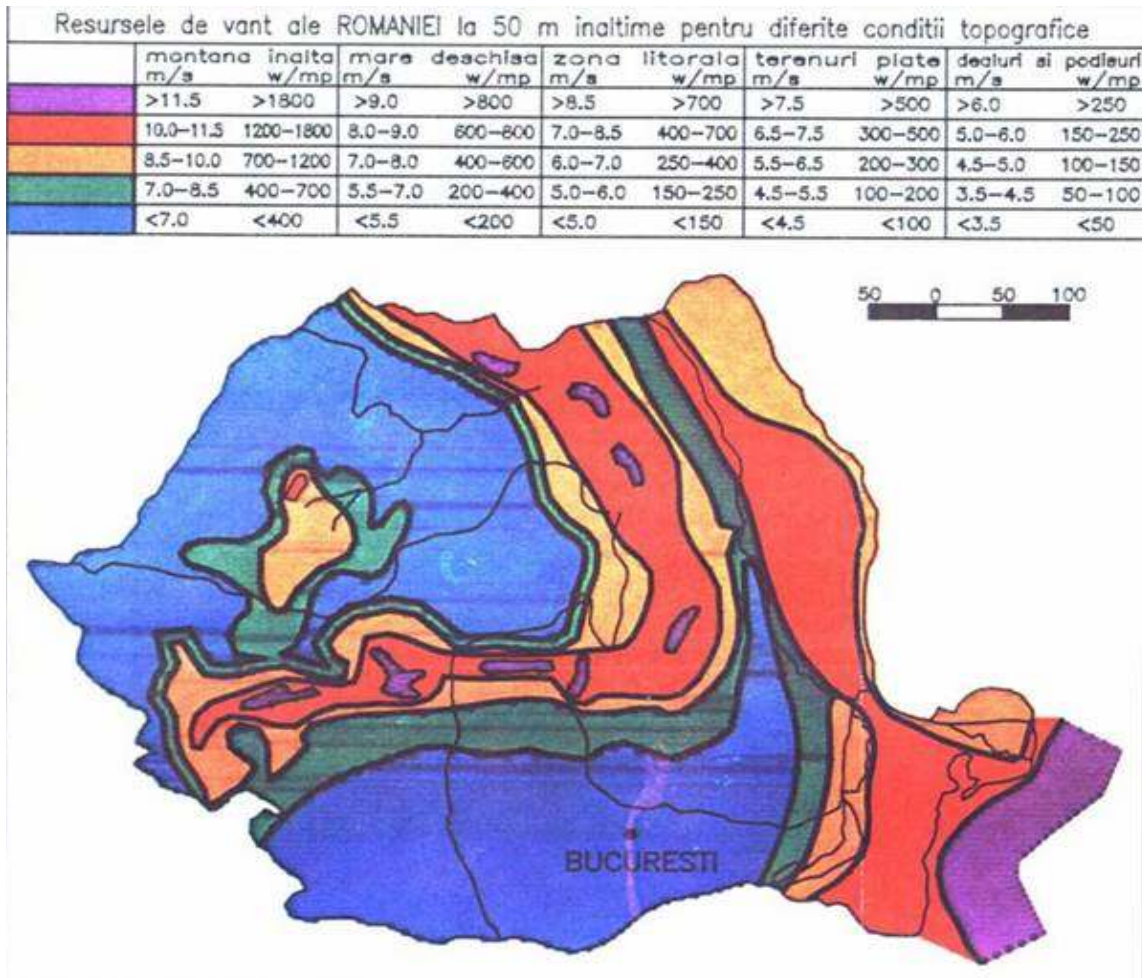 Resursele de vant ale ROMANIEI la 50 m inaltime pentru diferite conditii topografice
montana inalta mare deschisa zona litorala terenuri plate dealuri si podisuri
m/s w/mp m/s w/mp m/s w/mp m/s w/mp m/s w/mp
>11.5 >1800 >9.0 >800 >8.5 >700 >7.5 >500 >6.0 >250
10.0-11.5 1200-1800 8.0-9.0 600-800 7.0-8.5 400-700 6.5-7.5 300-500 5.0-6.0 150-250
8.5-10.0 700-1200 7.0-8.0 400-600 6.0-7.0 250-400 5.5-6.5 200-300 4.5-5.0 100-150
7.0-8.5 400-700 5.5-7.0 200-400 5.0-6.0 150-250 4.5-5.5 100-200 3.5-4.5 50-100
<7.0 <400 <5.5 <200 <5.0 <150 <4.5 <100 <3.5 <50
50 0 50 100
BUCURESTI